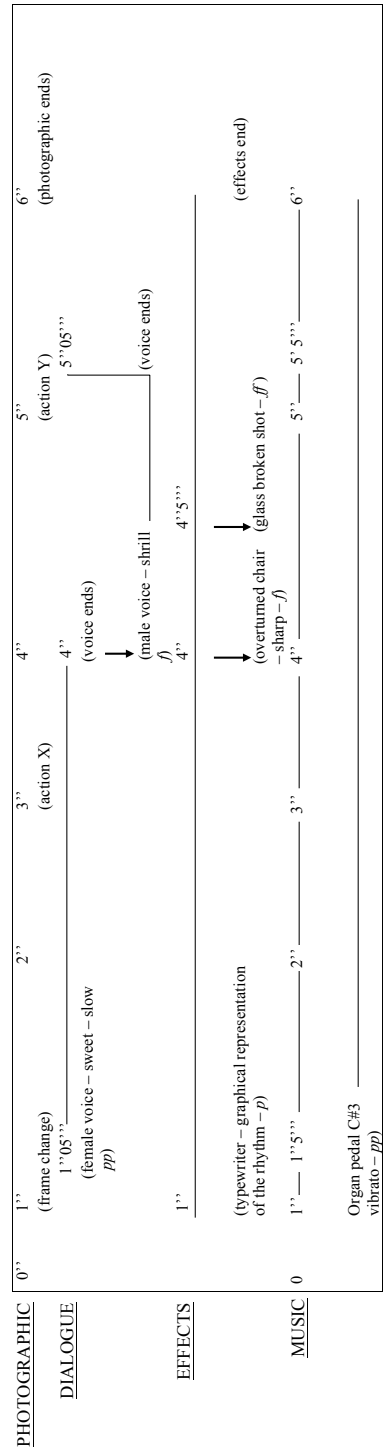 PHOTOGRAPHIC
0’’ 1’’ 2’’ 3’’ 4’’ 5’’ 6’’
(frame change) (action X) (action Y) (photographic ends)
DIALOGUE
1’’05’’’ 4’’ 5’’05’’’
(female voice – sweet – slow
pp)
(voice ends)
(male voice – shrill
f)
(voice ends)
EFFECTS
1’’ 4’’ 4’’5’’’
(typewriter – graphical representation
of the rhythm – p)
(overturned chair
– sharp – f)
(glass broken shot – ff )
(effects end)
MUSIC
0 1’’ 1’’5’’’ 2’’ 3’’ 4’’ 5’’ 5’ 5’’’ 6’’
Organ pedal C#3
vibrato – pp)